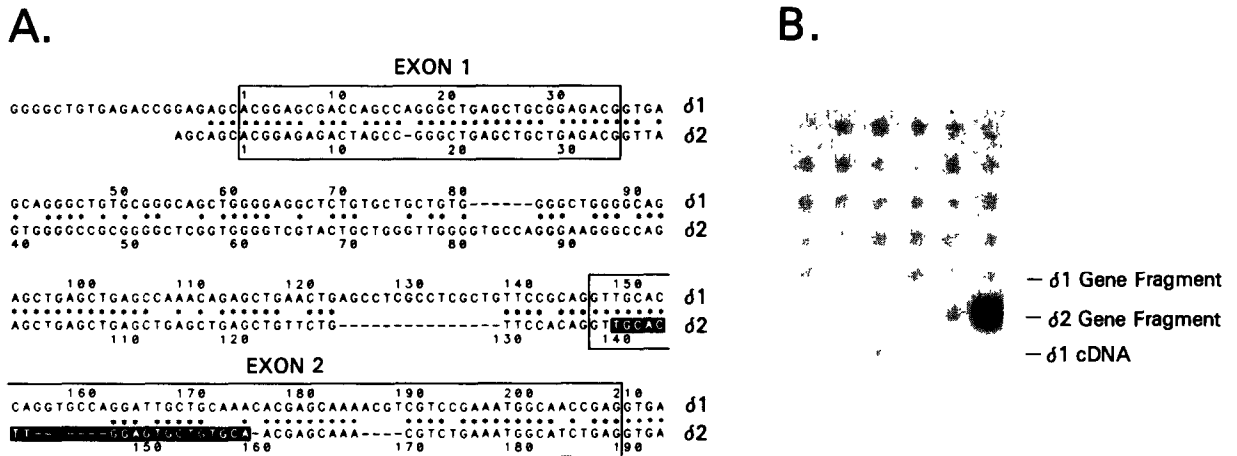 A.
EXON 1
1 10 20 30
GGGGCTGTGAGACCGGAGAGCACGGAGCGACCAGCCAGGGCTGAGCTGCGGAGACGGTGA δ1
AGCAGCACGGAGAGACTAGCC-GGGCTGAGCTGCTGAGACGGTTA δ2
1 10 20 30
50 60 70 80 90
GCAGGGCTGTGCGGGCAGCTGGGGAGGCTCTGTGCTGCTGTG------GGGCTGGGGCAG δ1
GTGGGGCCGCGGGGCTCGGTGGGGTCGTACTGCTGGGTTGGGGTGCCAGGGAAGGGCCAG δ2
40 50 60 70 80 90
100 110 120 130 140 150
AGCTGAGCTGAGCCAAACAGAGCTGAACTGAGCCTCGCCTCGCTGTTCCGCAGGTTGCAC δ1
AGCTGAGCTGAGCTGAGCTGAGCTGTTCTG---------------TTCCACAGGTTGCAC δ2
110 120 130 140
EXON 2
160 170 180 190 200 210
CAGGTGCCAGGATTGCTGCAAACACGAGCAAAACGTCGTCCGAAATGGCAACCGAGGTGA δ1
TT-------GGAGTGCTGTGCA-ACGAGCAAA----CGTCTGAAATGGCATCTGAGGTGA δ2
150 160 170 180 190
B.
– δ1 Gene Fragment
– δ2 Gene Fragment
– δ1 cDNA